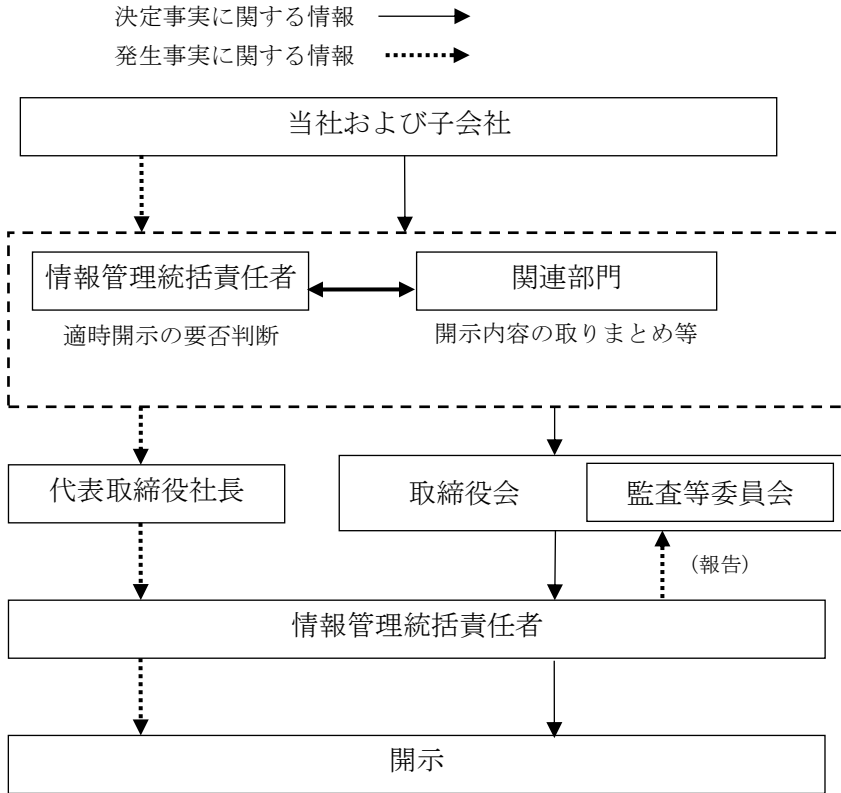 決定事実に関する情報
発生事実に関する情報
当社および子会社
情報管理統括責任者
関連部門
適時開示の要否判断
開示内容の取りまとめ等
代表取締役社長
取締役会
監査等委員会
（報告）
情報管理統括責任者
開示